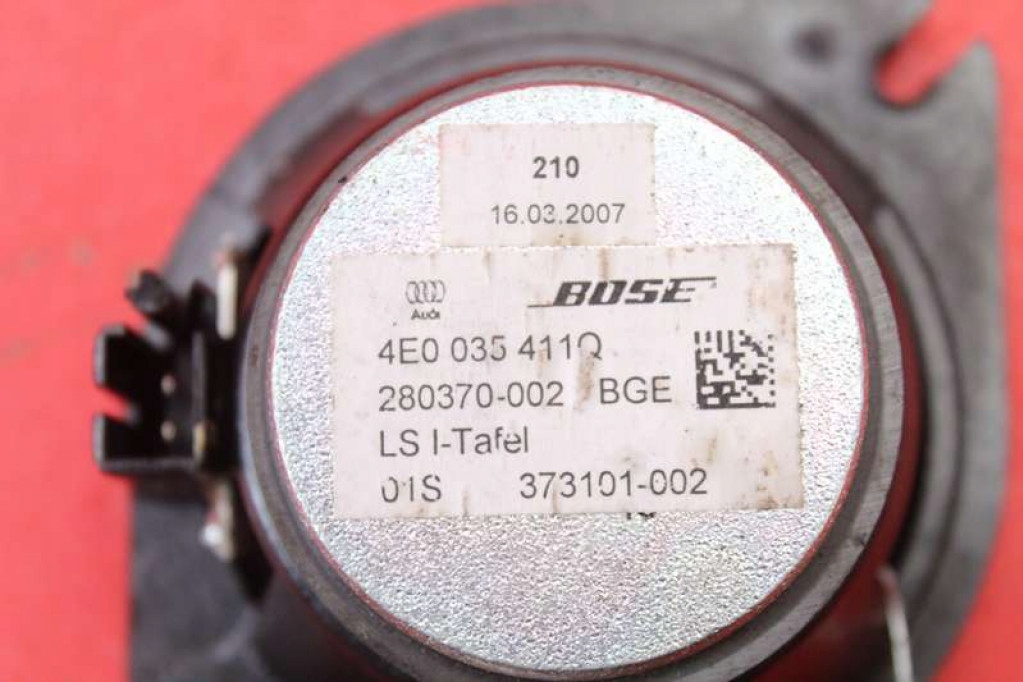 210
16.03.2007
Audi BOSE
4E0 035 411Q
280370-002 BGE
LS I-Tafel
01S 373101-002